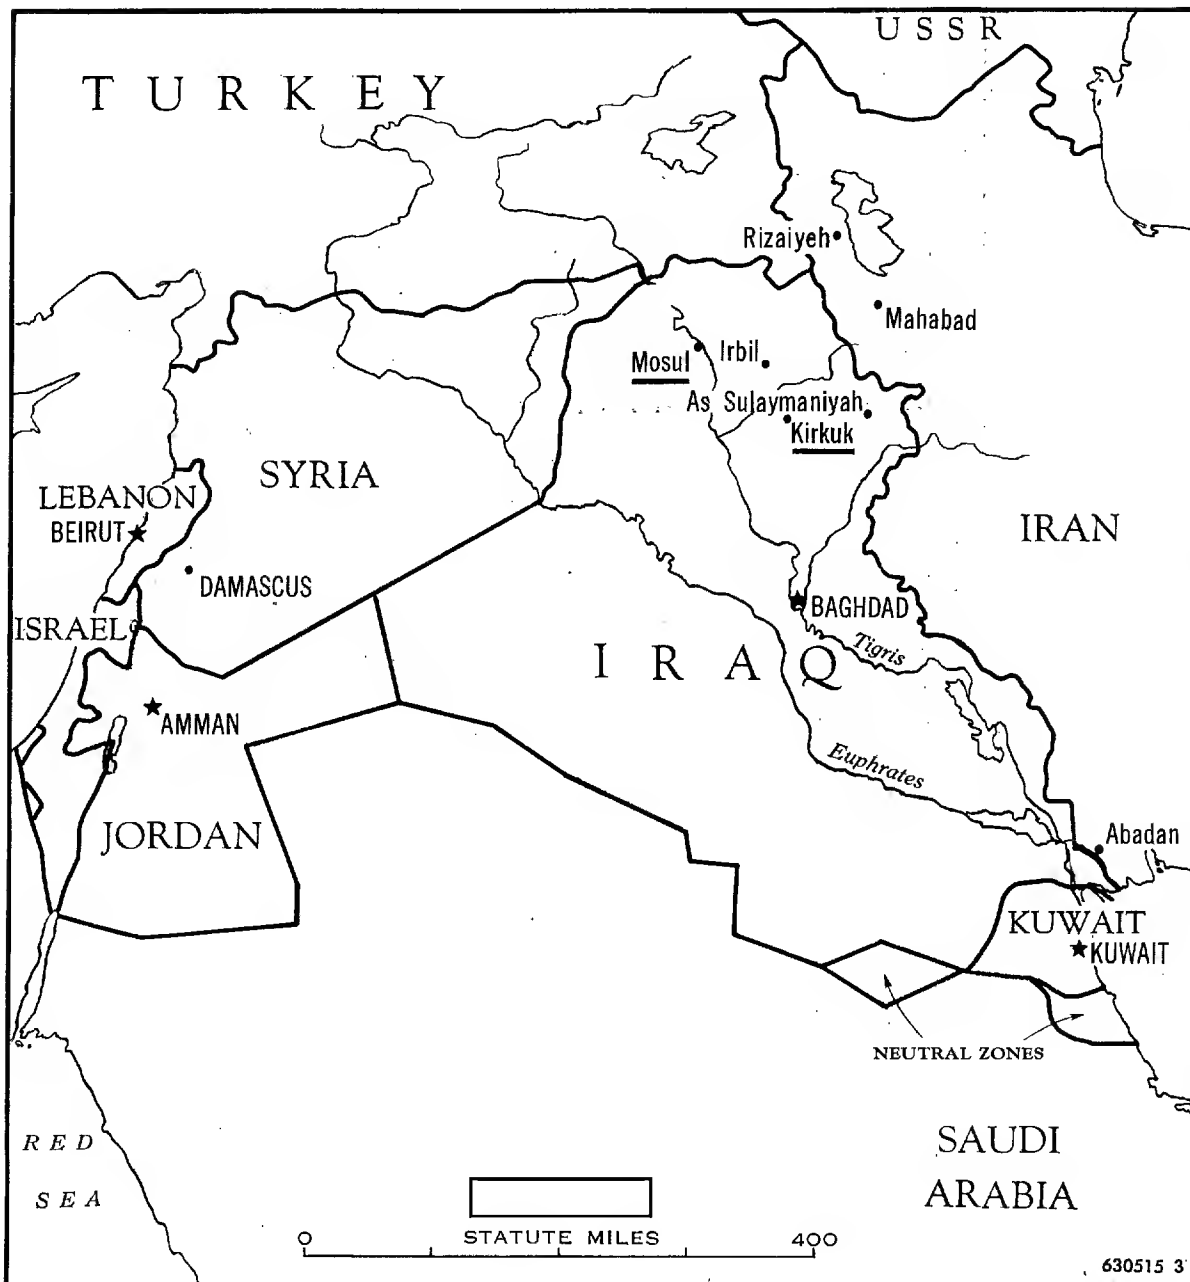 USSR
TURKEY
Rizaiyeh
Mahabad
Mosul
Irbil
As Sulaymaniyah
Kirkuk
SYRIA
LEBANON
BEIRUT
IRAN
DAMASCUS
BAGHDAD
ISRAEL
Tigris
IRAQ
AMMAN
Euphrates
JORDAN
Abadan
KUWAIT
KUWAIT
NEUTRAL ZONES
RED
SEA
SAUDI
ARABIA
STATUTE MILES
0 400
630515